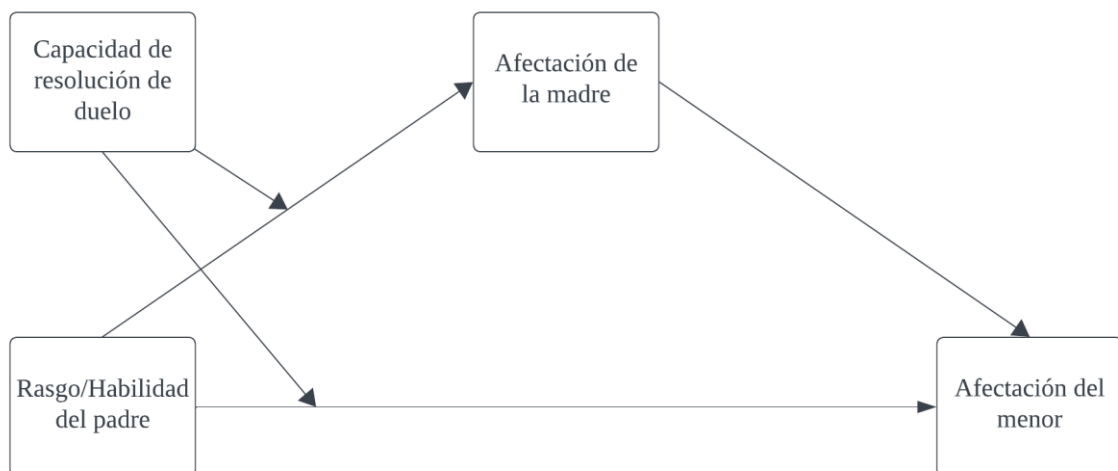 Capacidad de
resolución de
duelo
Afectación de
la madre
Rasgo/Habilidad
del padre
Afectación del
menor